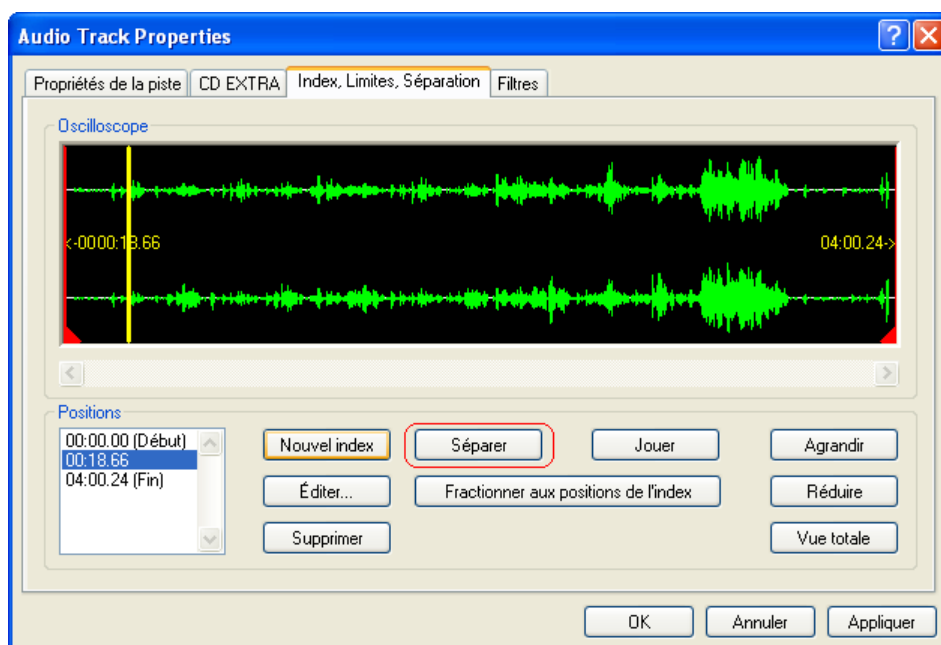 Audio Track Properties
Propriétés de la piste
CD EXTRA
Index, Limites, Séparation
Filtres
Oscilloscope
<-0000:18.66
04:00.24->
Positions
00:00.00 (Début)
00:18.66
04:00.24 (Fin)
Nouvel index
Séparer
Jouer
Agrandir
Éditer...
Fractionner aux positions de l'index
Réduire
Supprimer
Vue totale
OK
Annuler
Appliquer